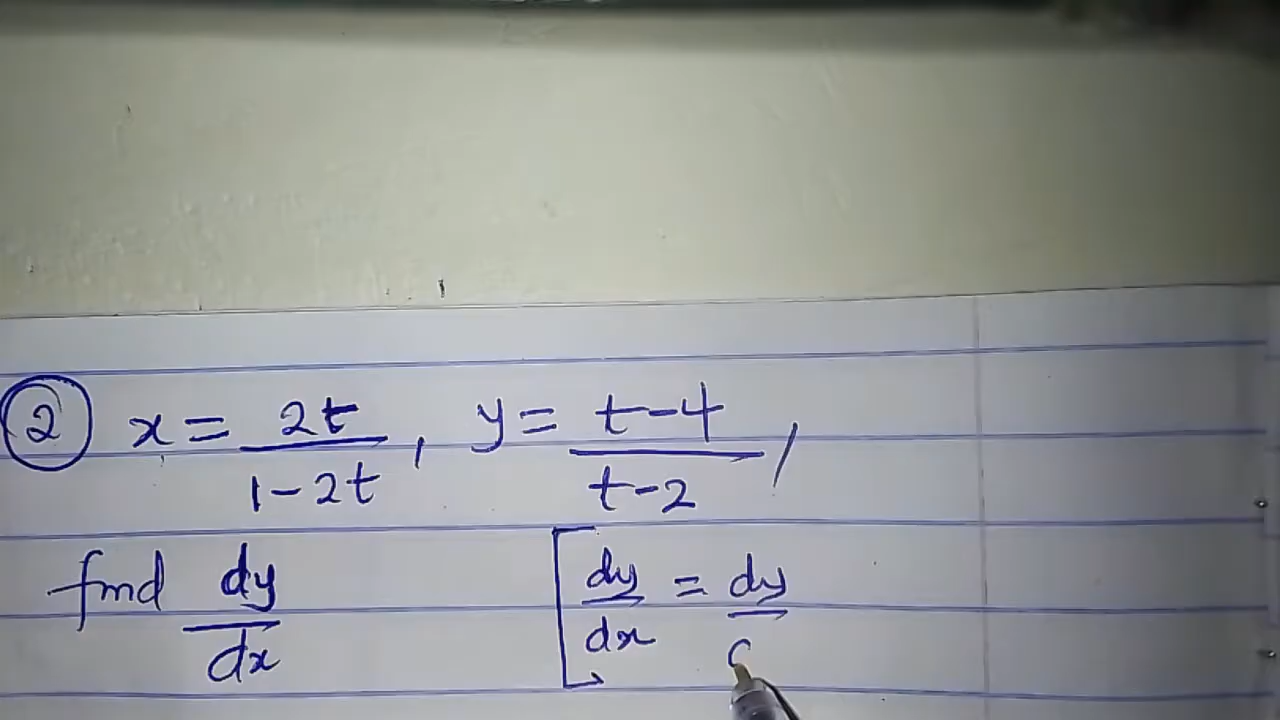 ② x = 2t/(1-2t), y = (t-4)/(t-2),
find dy/dx [dy/dx = dy/